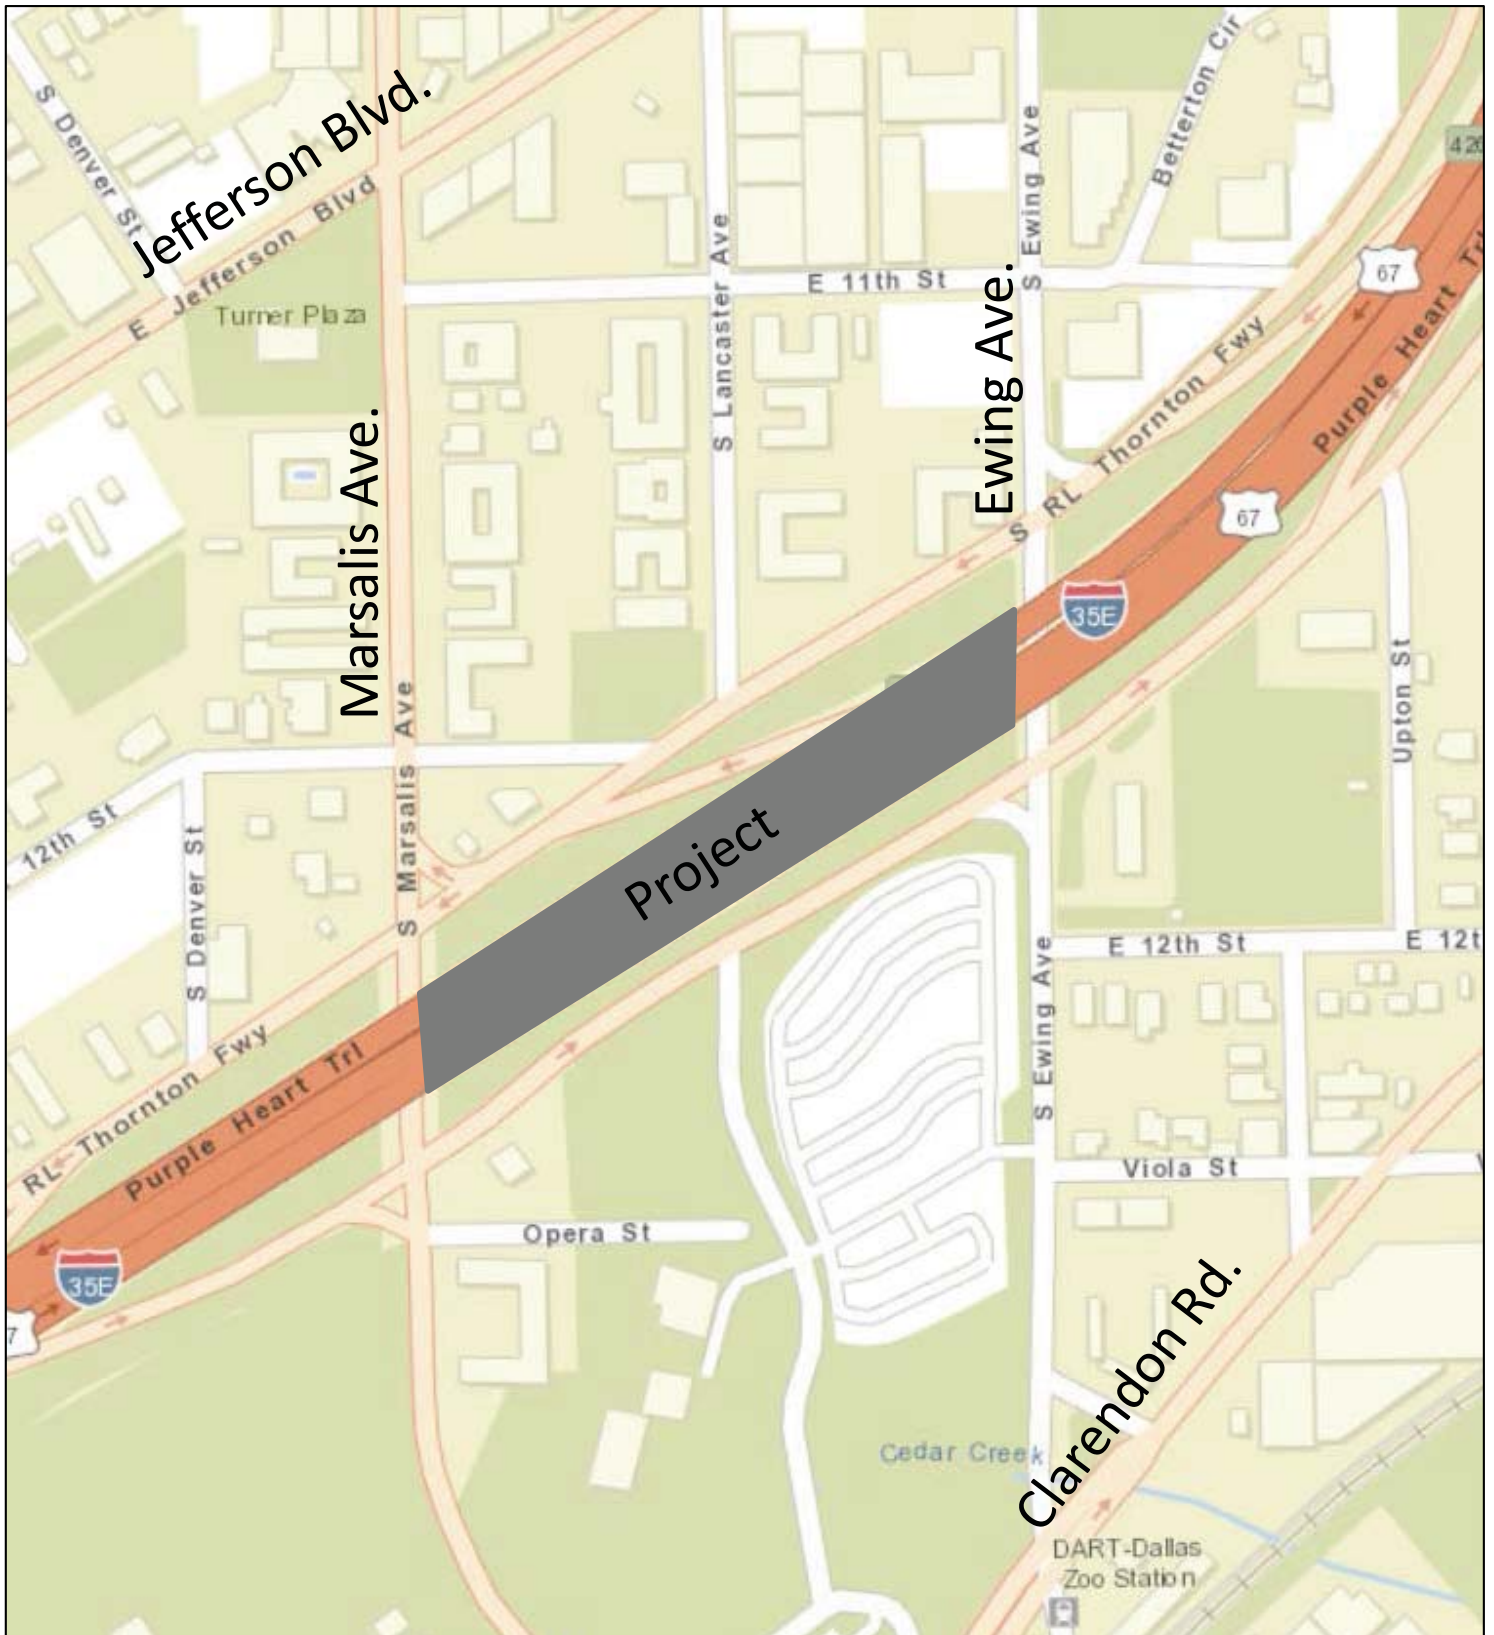 S Denver St
Jefferson Blvd.
E Jefferson Blvd
Turner Plaza
Marsalis Ave.
S Lancaster Ave
E 11th St
S Ewing Ave
Ewing Ave.
Betterton Cir
67
Purple Heart Trl
S RL Thornton Fwy
67
35E
Upton St
S Marsalis Ave
12th St
S Denver St
Project
E 12th St
E 12t
S Ewing Ave
RL Thornton Fwy
Purple Heart Trl
35E
7
Opera St
Viola St
Clarendon Rd.
Cedar Creek
DART-Dallas
Zoo Station